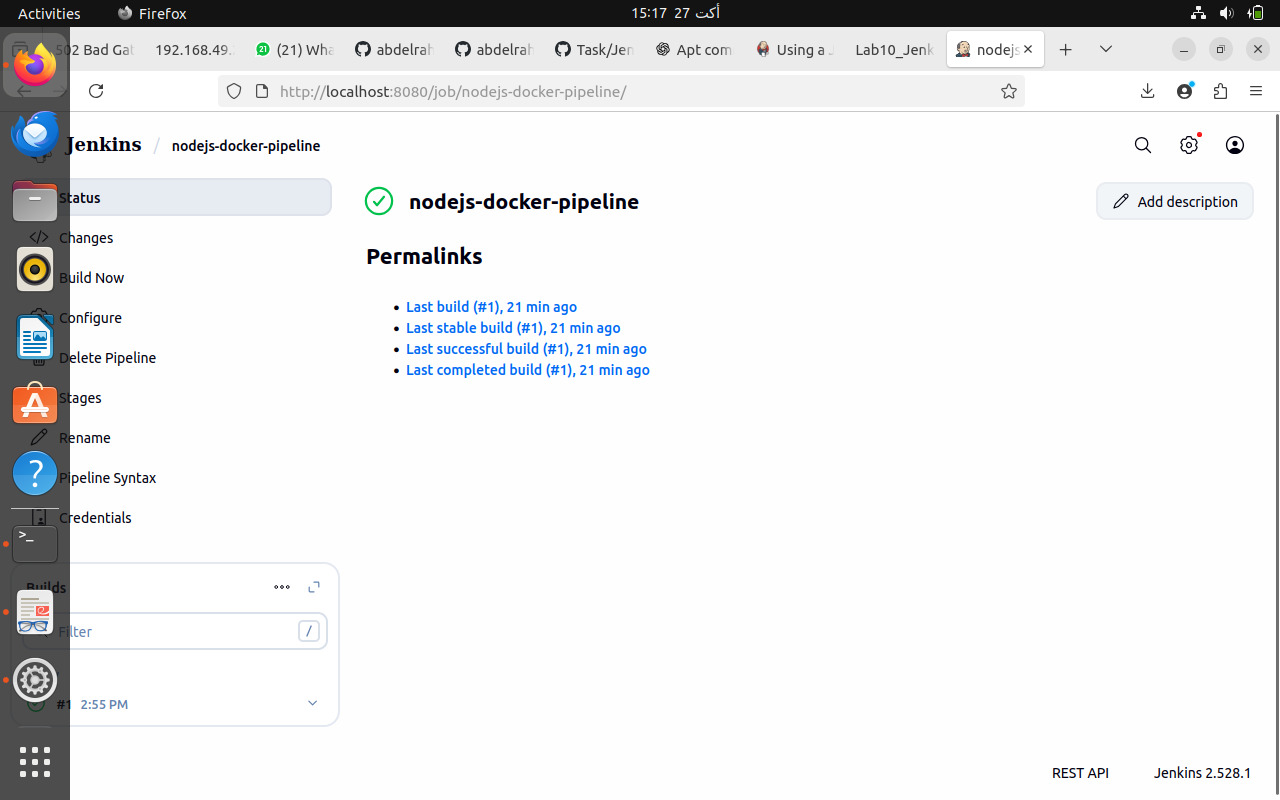 Activities
Firefox
أكت 27 15:17
502 Bad Gat
192.168.49.
(21) Wha
abdelrah
abdelrah
Task/Jen
Apt com
Using a J
Lab10_Jenk
nodejs
http://localhost:8080/job/nodejs-docker-pipeline/
Jenkins / nodejs-docker-pipeline
Status
Changes
Build Now
Configure
Delete Pipeline
Stages
Rename
Pipeline Syntax
Credentials
Builds
Filter
/
#1 2:55 PM
nodejs-docker-pipeline
Add description
Permalinks
Last build (#1), 21 min ago
Last stable build (#1), 21 min ago
Last successful build (#1), 21 min ago
Last completed build (#1), 21 min ago
REST API
Jenkins 2.528.1